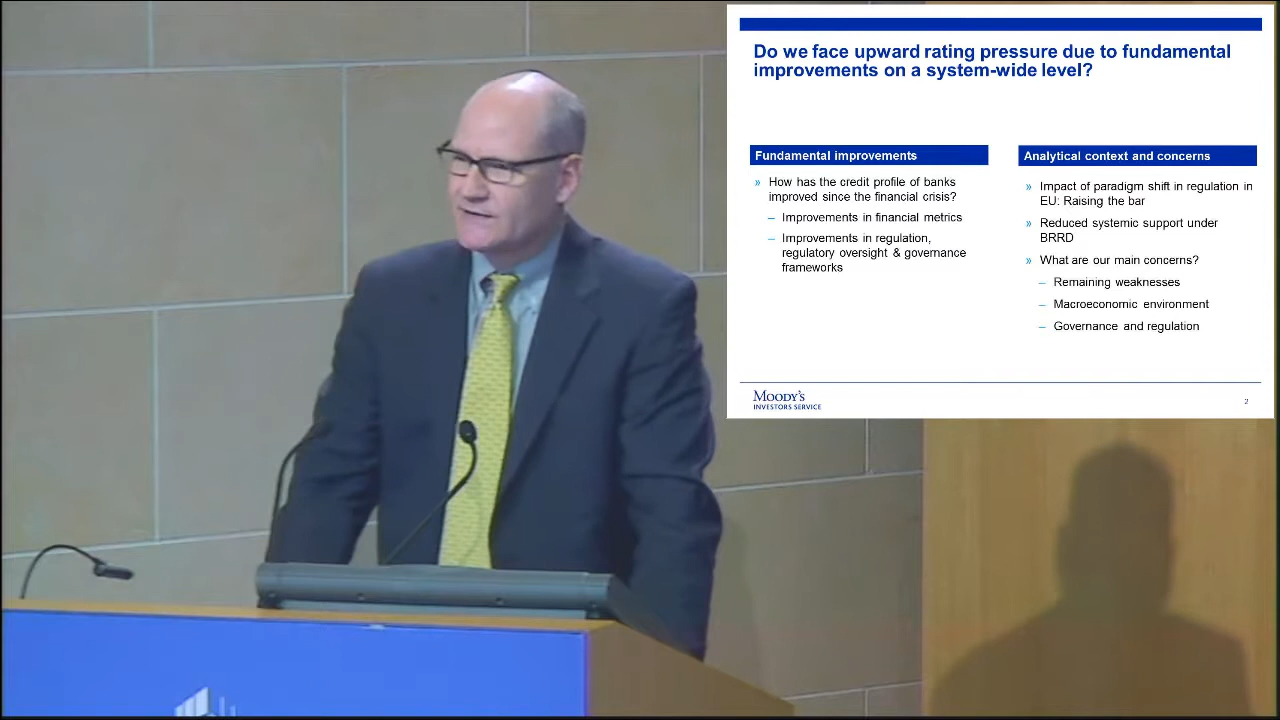 Do we face upward rating pressure due to fundamental
improvements on a system-wide level?
Fundamental improvements
» How has the credit profile of banks
improved since the financial crisis?
– Improvements in financial metrics
– Improvements in regulation,
regulatory oversight & governance
frameworks
Analytical context and concerns
» Impact of paradigm shift in regulation in
EU: Raising the bar
» Reduced systemic support under
BRRD
» What are our main concerns?
– Remaining weaknesses
– Macroeconomic environment
– Governance and regulation
MOODY'S
INVESTORS SERVICE
2